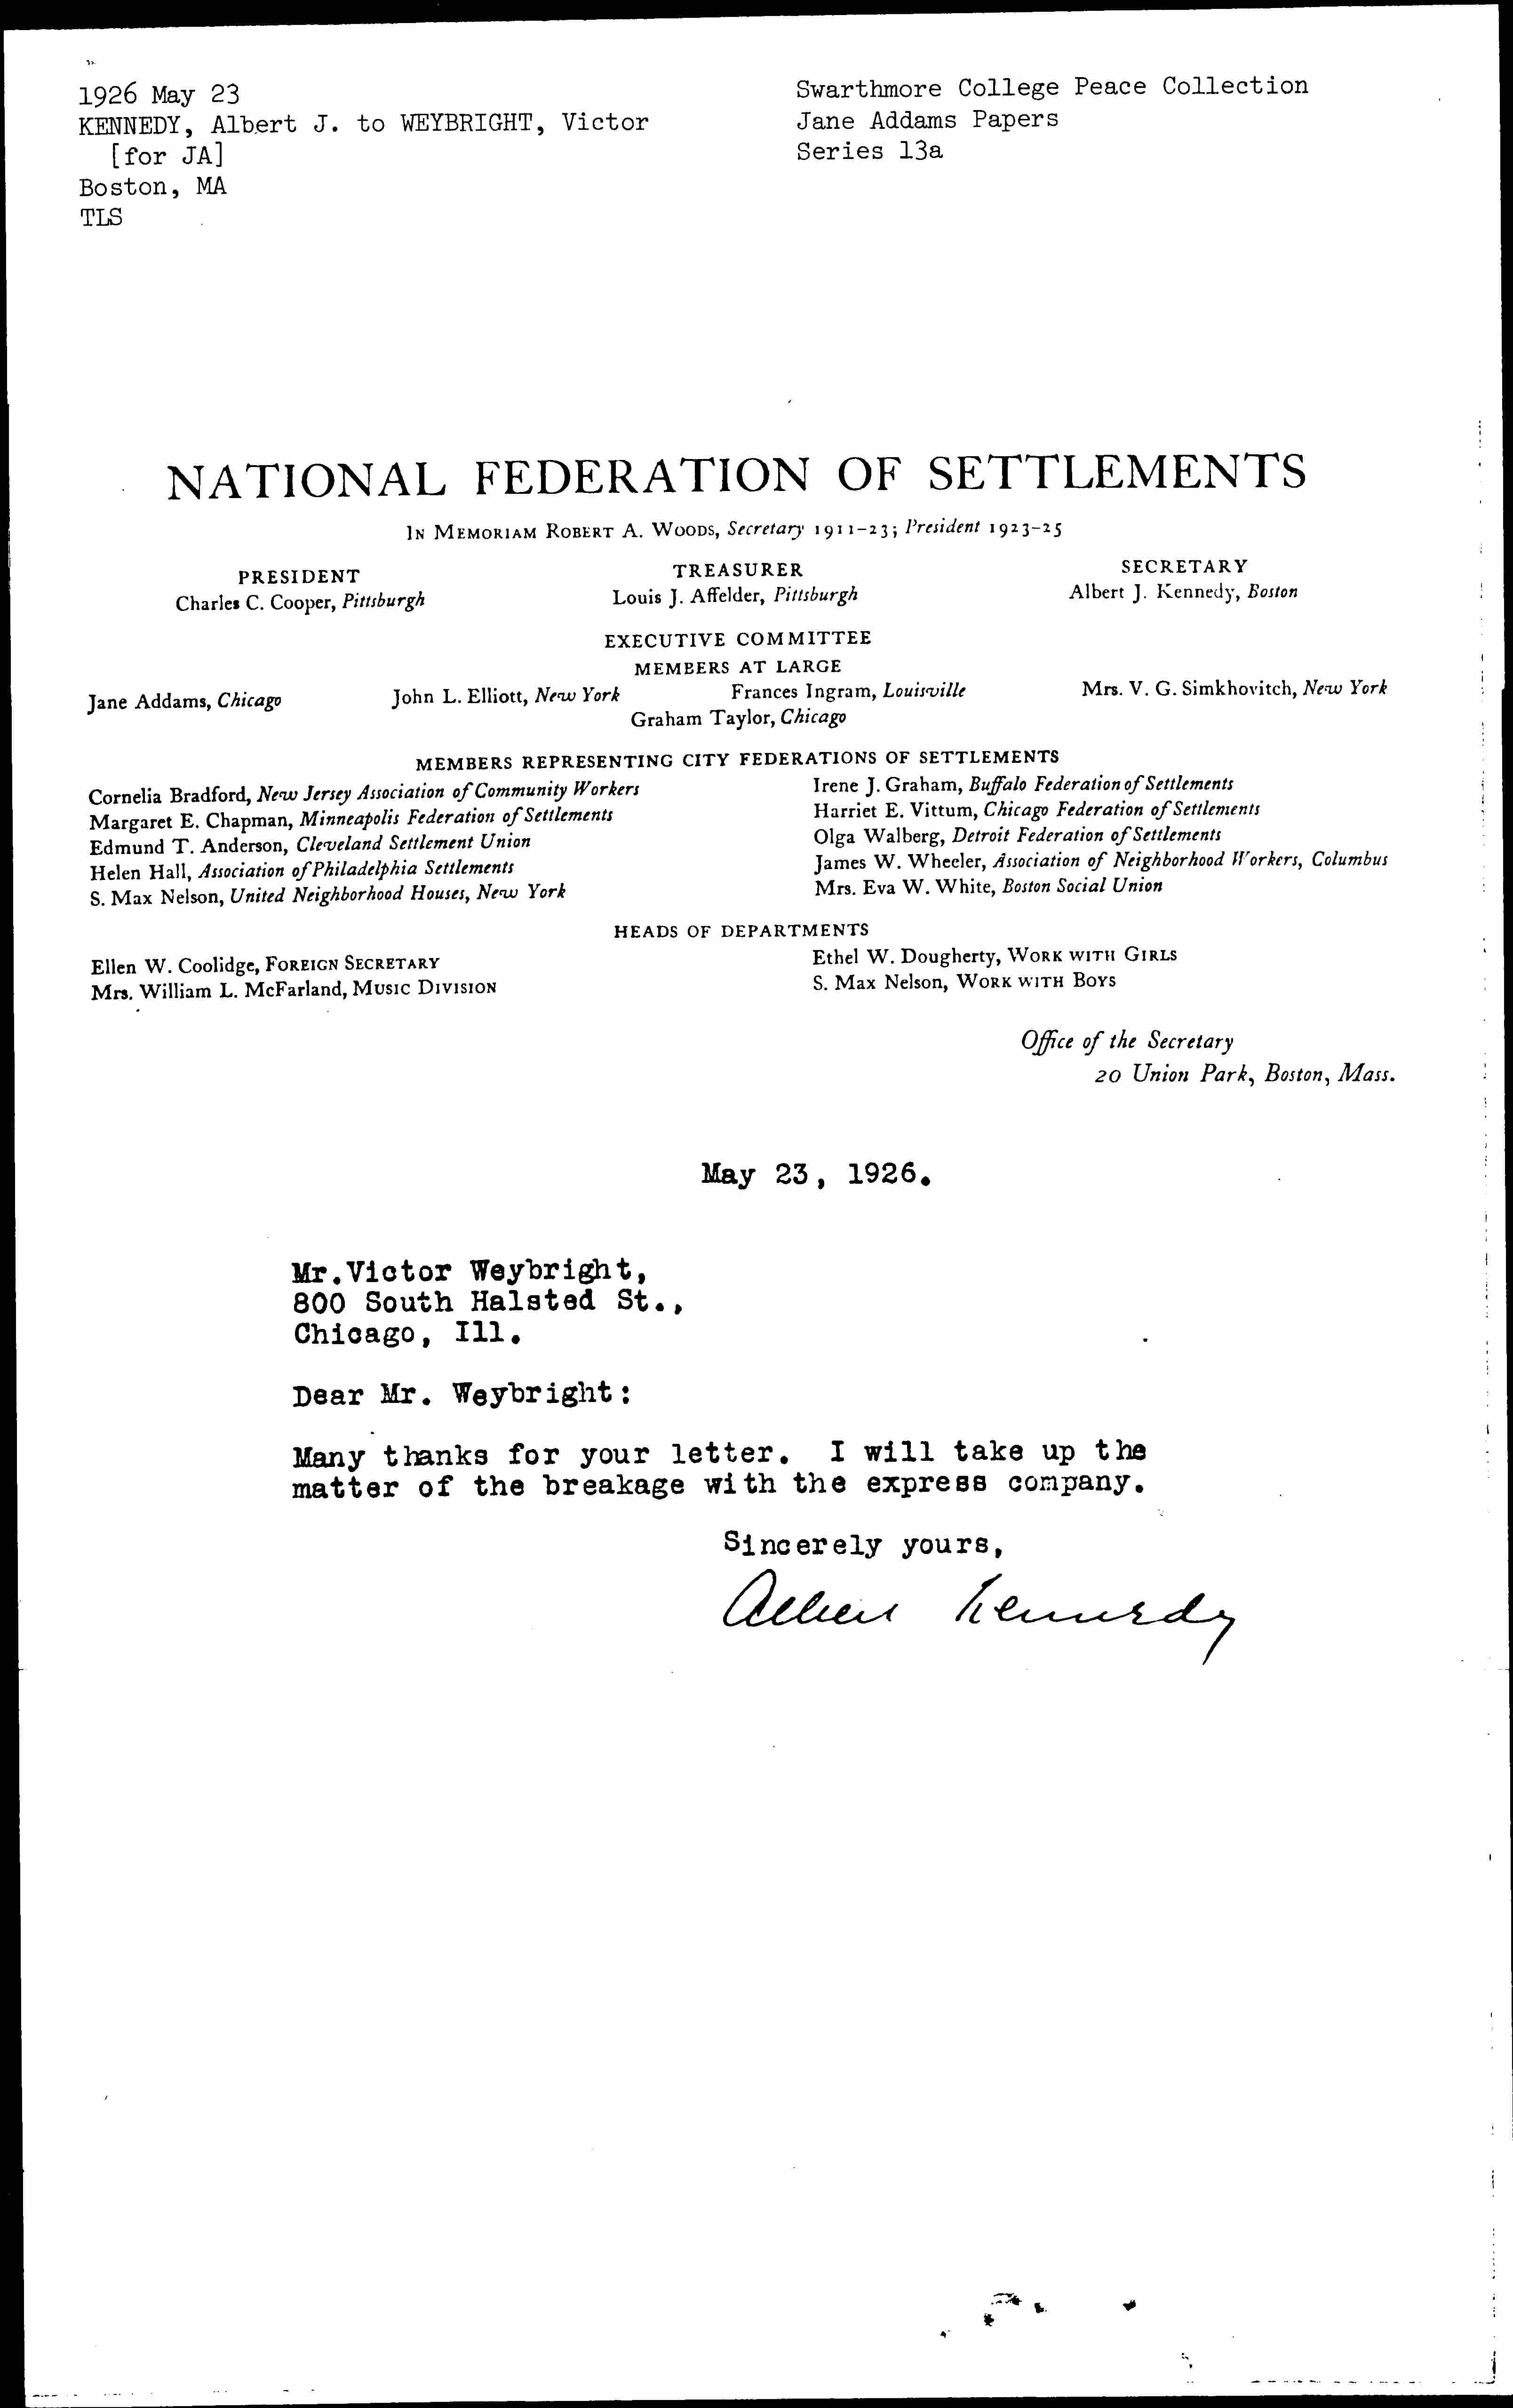 1926 May 23
KENNEDY, Albert J. to WEYBRIGHT, Victor
[for JA]
Boston, MA
TLS
Swarthmore College Peace Collection
Jane Addams Papers
Series 13a
NATIONAL FEDERATION OF SETTLEMENTS
IN MEMORIAM ROBERT A. WOODS, Secretary 1911-23; President 1923-25
PRESIDENT
Charles C. Cooper, Pittsburgh
TREASURER
Louis J. Affelder, Pittsburgh
SECRETARY
Albert J. Kennedy, Boston
EXECUTIVE COMMITTEE
MEMBERS AT LARGE
Jane Addams, Chicago John L. Elliott, New York Frances Ingram, Louisville Mrs. V. G. Simkhovitch, New York
Graham Taylor, Chicago
MEMBERS REPRESENTING CITY FEDERATIONS OF SETTLEMENTS
Cornelia Bradford, New Jersey Association of Community Workers
Margaret E. Chapman, Minneapolis Federation of Settlements
Edmund T. Anderson, Cleveland Settlement Union
Helen Hall, Association of Philadelphia Settlements
S. Max Nelson, United Neighborhood Houses, New York
Irene J. Graham, Buffalo Federation of Settlements
Harriet E. Vittum, Chicago Federation of Settlements
Olga Walberg, Detroit Federation of Settlements
James W. Wheeler, Association of Neighborhood Workers, Columbus
Mrs. Eva W. White, Boston Social Union
HEADS OF DEPARTMENTS
Ellen W. Coolidge, FOREIGN SECRETARY
Mrs. William L. McFarland, MUSIC DIVISION
Ethel W. Dougherty, WORK WITH GIRLS
S. Max Nelson, WORK WITH BOYS
Office of the Secretary
20 Union Park, Boston, Mass.
May 23, 1926.
Mr.Victor Weybright,
800 South Halsted St.,
Chicago, Ill.
Dear Mr. Weybright:
Many thanks for your letter. I will take up the
matter of the breakage with the express company.
Sincerely yours,
Albert Kennedy